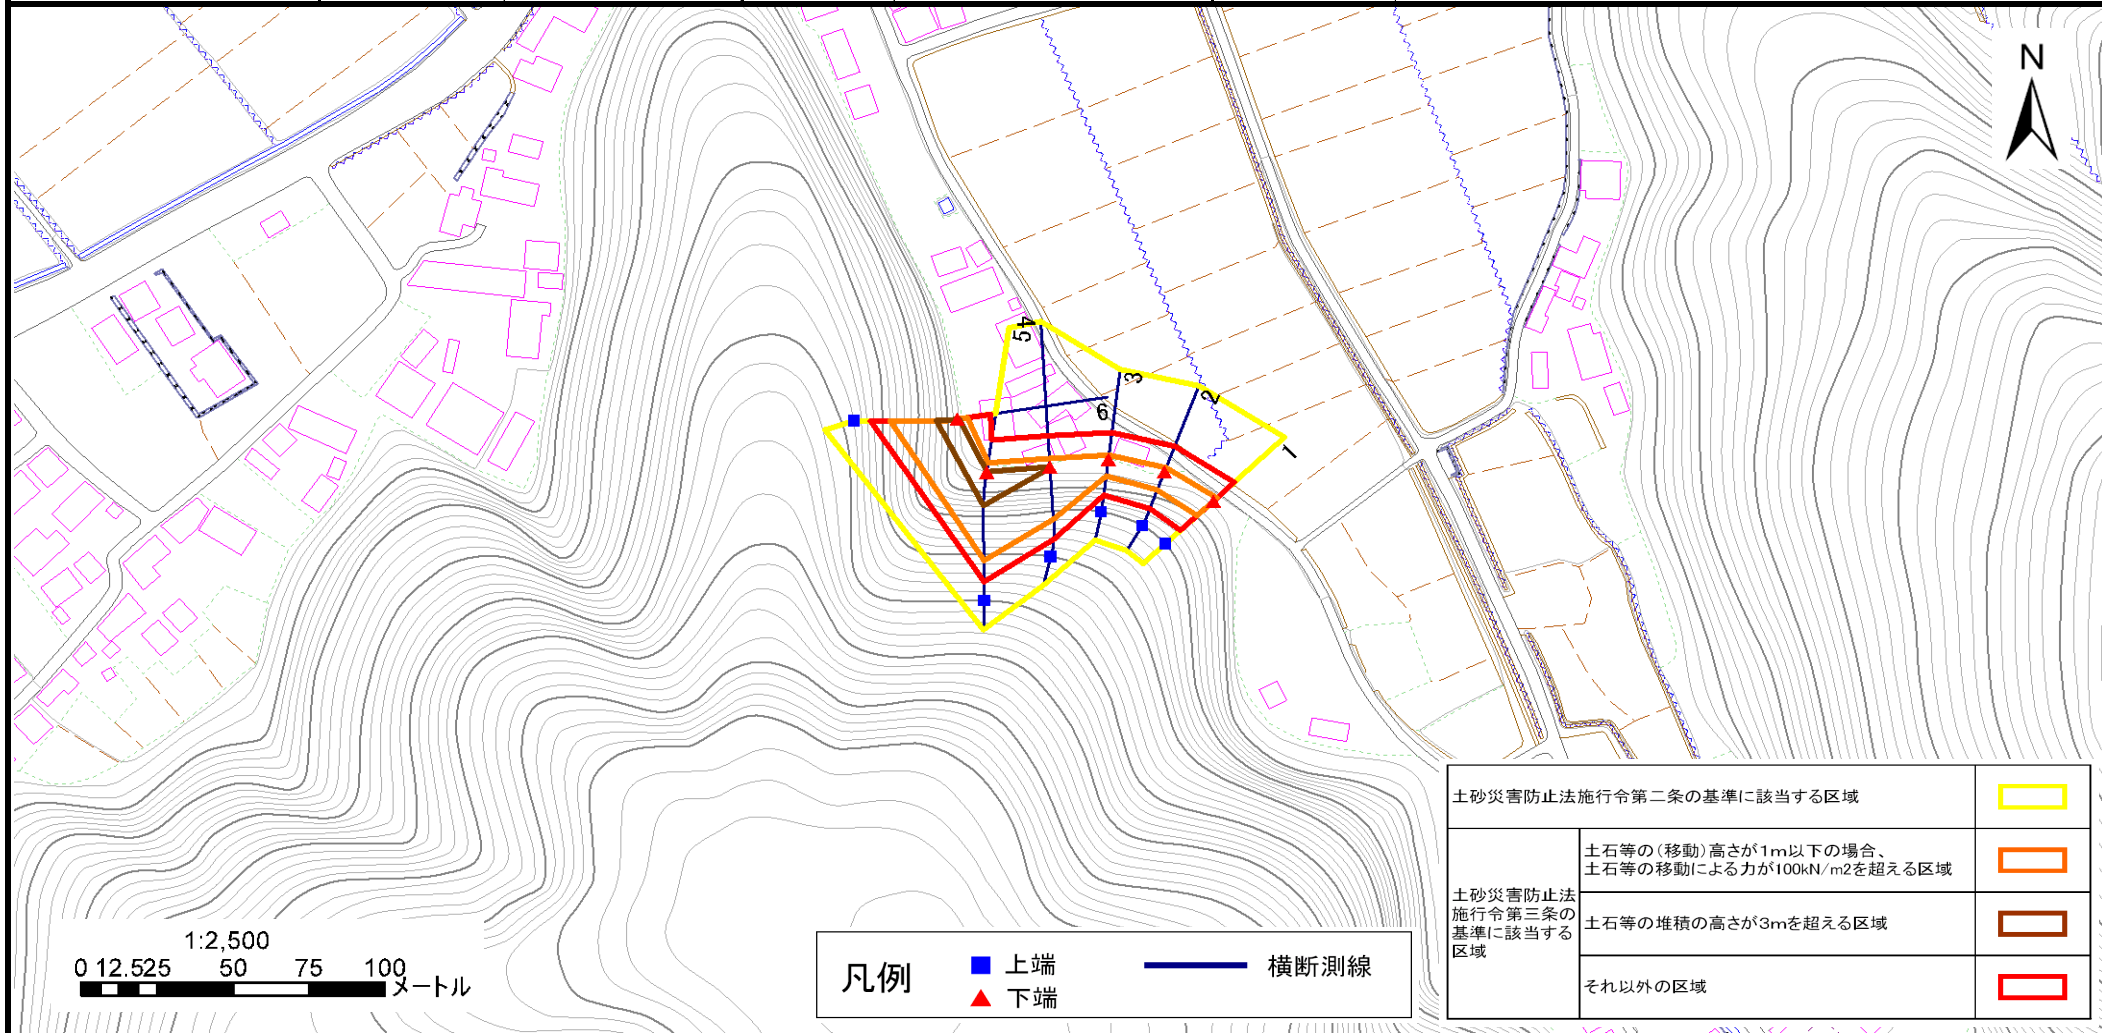 N
5
4
3
2
1
6
土砂災害防止法施行令第二条の基準に該当する区域
土砂災害防止法
施行令第三条の
基準に該当する
区域
土石等の(移動)高さが1m以下の場合、
土石等の移動による力が100kN/m2を超える区域
土石等の堆積の高さが3mを超える区域
それ以外の区域
1:2,500
0 12.525 50 75 100
メートル
凡例
上端
下端
横断測線